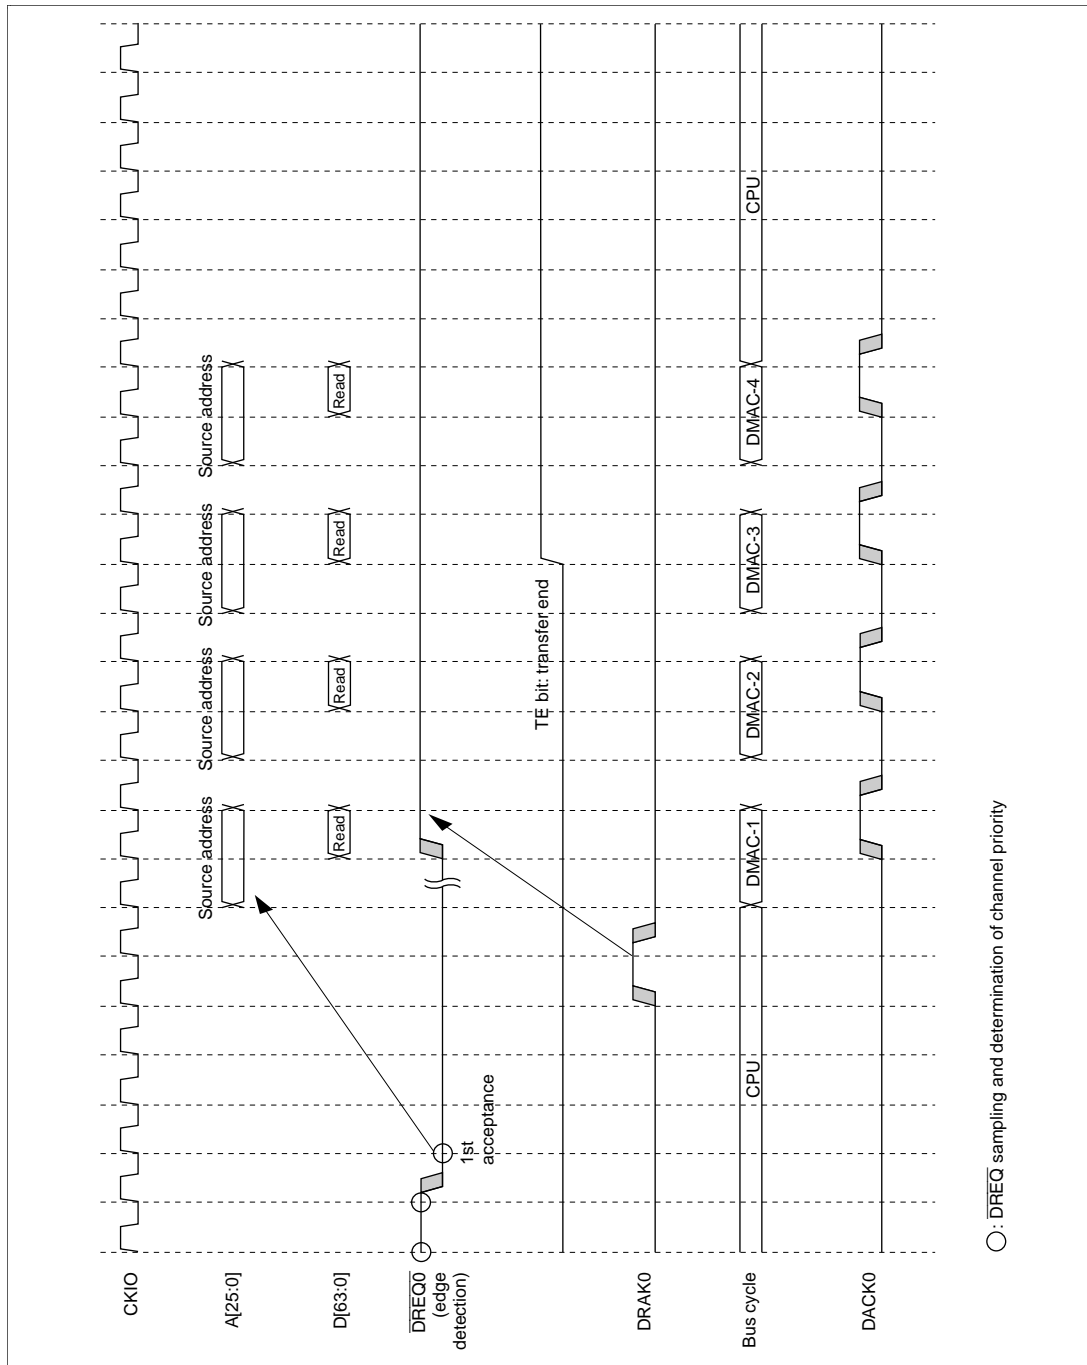 CKIO
A[25:0]
Source address
Source address
Source address
Source address
D[63:0]
Read
Read
Read
Read
DREQ0
(edge
detection)
1st
acceptance
TE bit: transfer end
DRAK0
Bus cycle
CPU
DMAC-1
DMAC-2
DMAC-3
DMAC-4
CPU
DACK0
: DREQ sampling and determination of channel priority